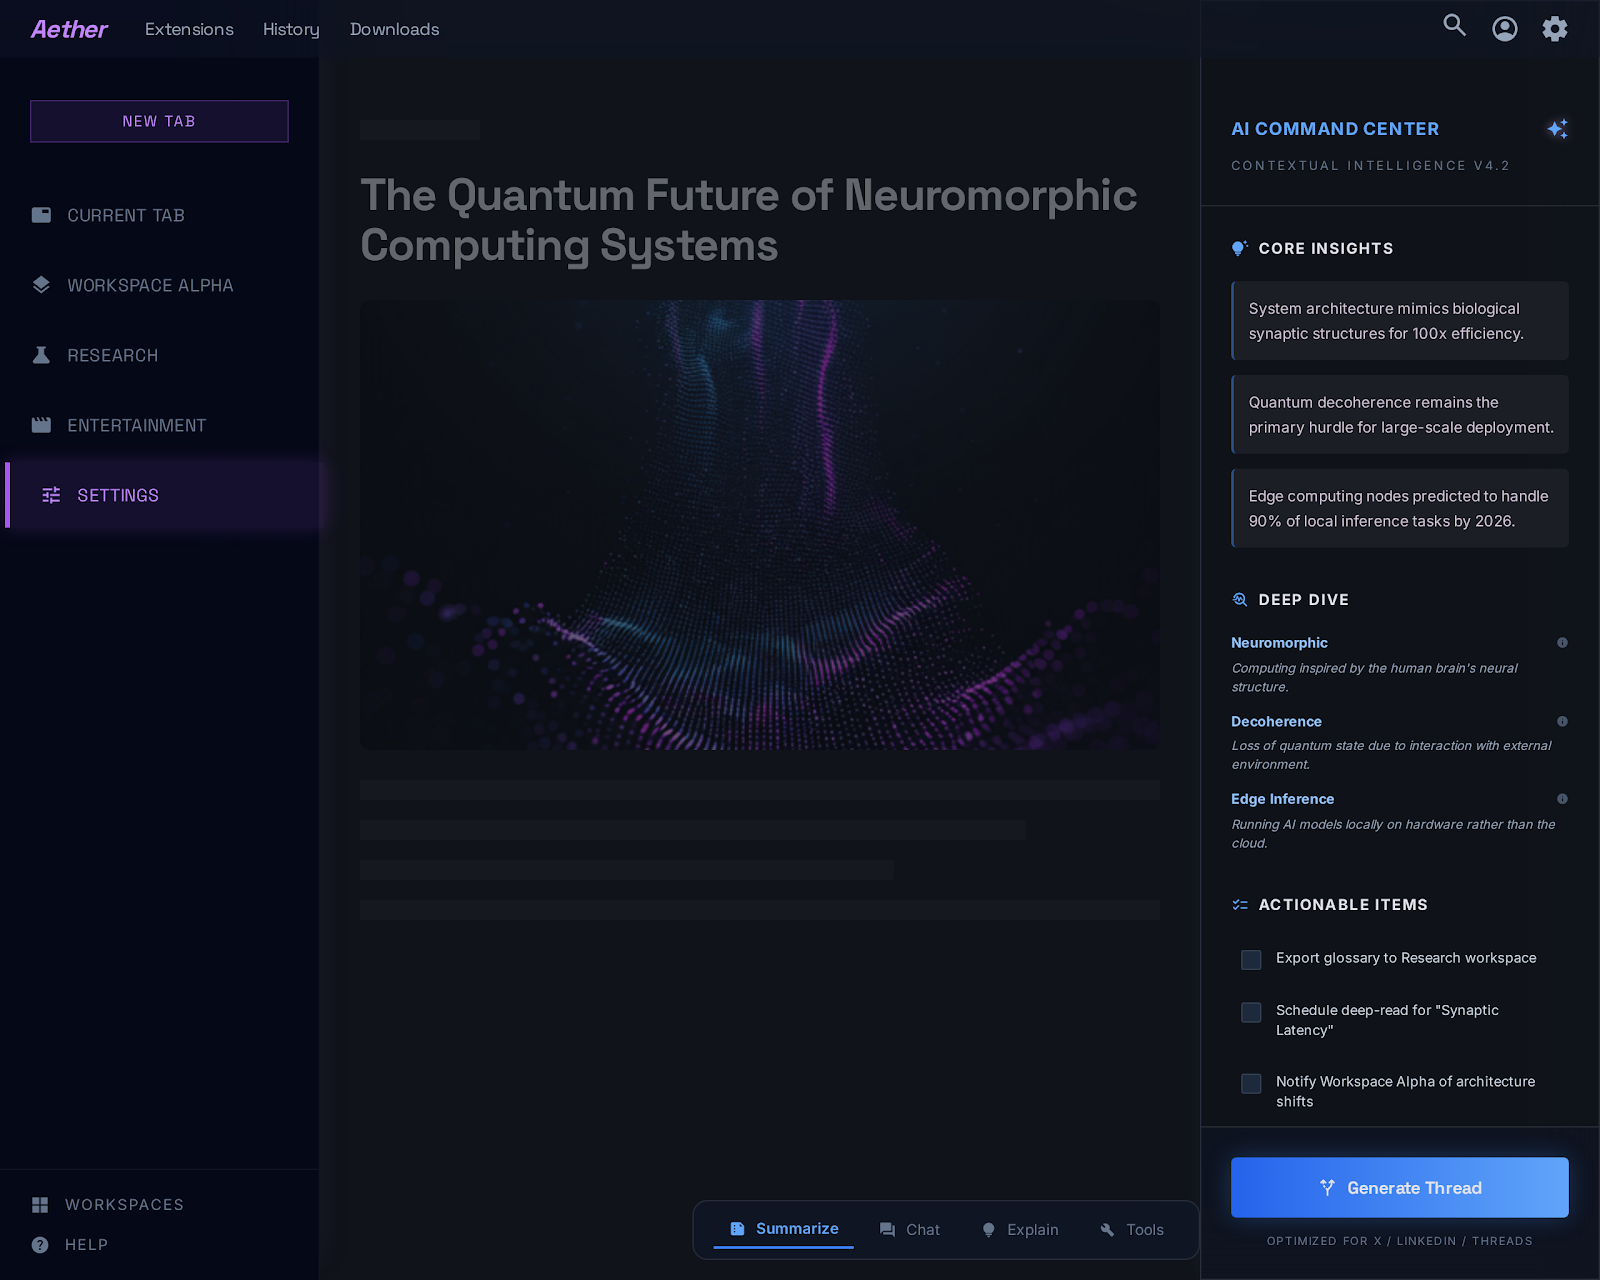 Aether
Extensions
History
Downloads
NEW TAB
CURRENT TAB
WORKSPACE ALPHA
RESEARCH
ENTERTAINMENT
SETTINGS
WORKSPACES
HELP
The Quantum Future of Neuromorphic
Computing Systems
Summarize
Chat
Explain
Tools
AI COMMAND CENTER
CONTEXTUAL INTELLIGENCE V4.2
CORE INSIGHTS
System architecture mimics biological
synaptic structures for 100x efficiency.
Quantum decoherence remains the
primary hurdle for large-scale deployment.
Edge computing nodes predicted to handle
90% of local inference tasks by 2026.
DEEP DIVE
Neuromorphic
Computing inspired by the human brain's neural
structure.
Decoherence
Loss of quantum state due to interaction with external
environment.
Edge Inference
Running AI models locally on hardware rather than the
cloud.
ACTIONABLE ITEMS
Export glossary to Research workspace
Schedule deep-read for "Synaptic
Latency"
Notify Workspace Alpha of architecture
shifts
Generate Thread
OPTIMIZED FOR X / LINKEDIN / THREADS